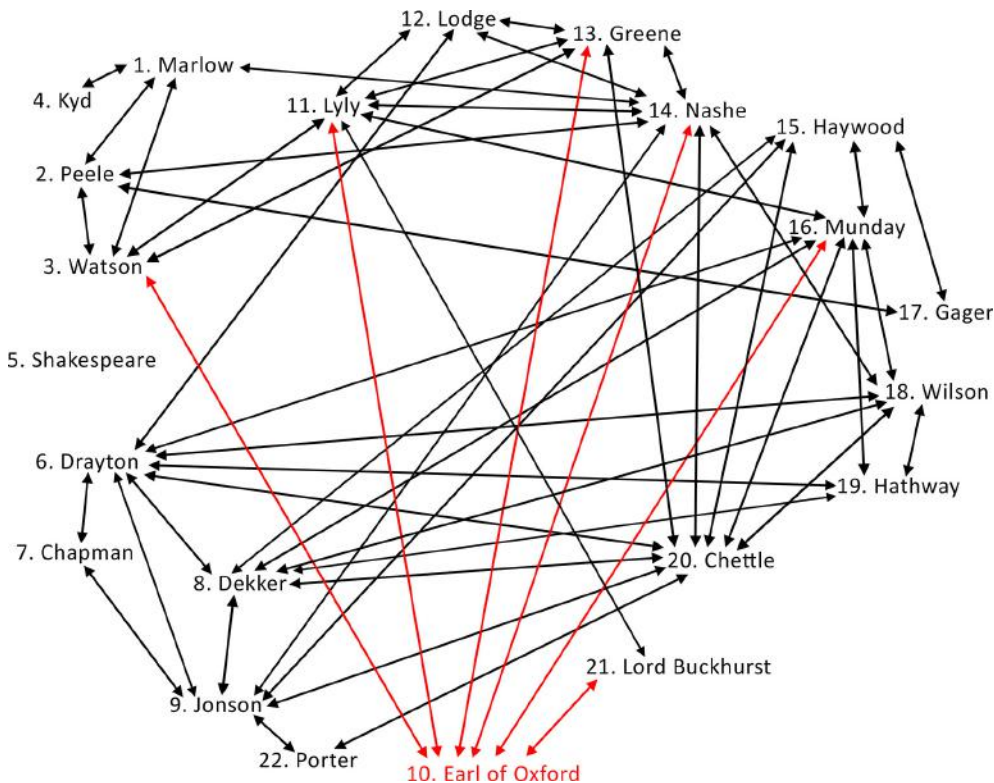 12. Lodge
13. Greene
1. Marlow
4. Kyd
11. Lyly
14. Nashe
15. Haywood
2. Peele
16. Munday
3. Watson
17. Gager
5. Shakespeare
18. Wilson
6. Drayton
19. Hathway
7. Chapman
20. Chettle
8. Dekker
21. Lord Buckhurst
9. Jonson
22. Porter
10. Earl of Oxford